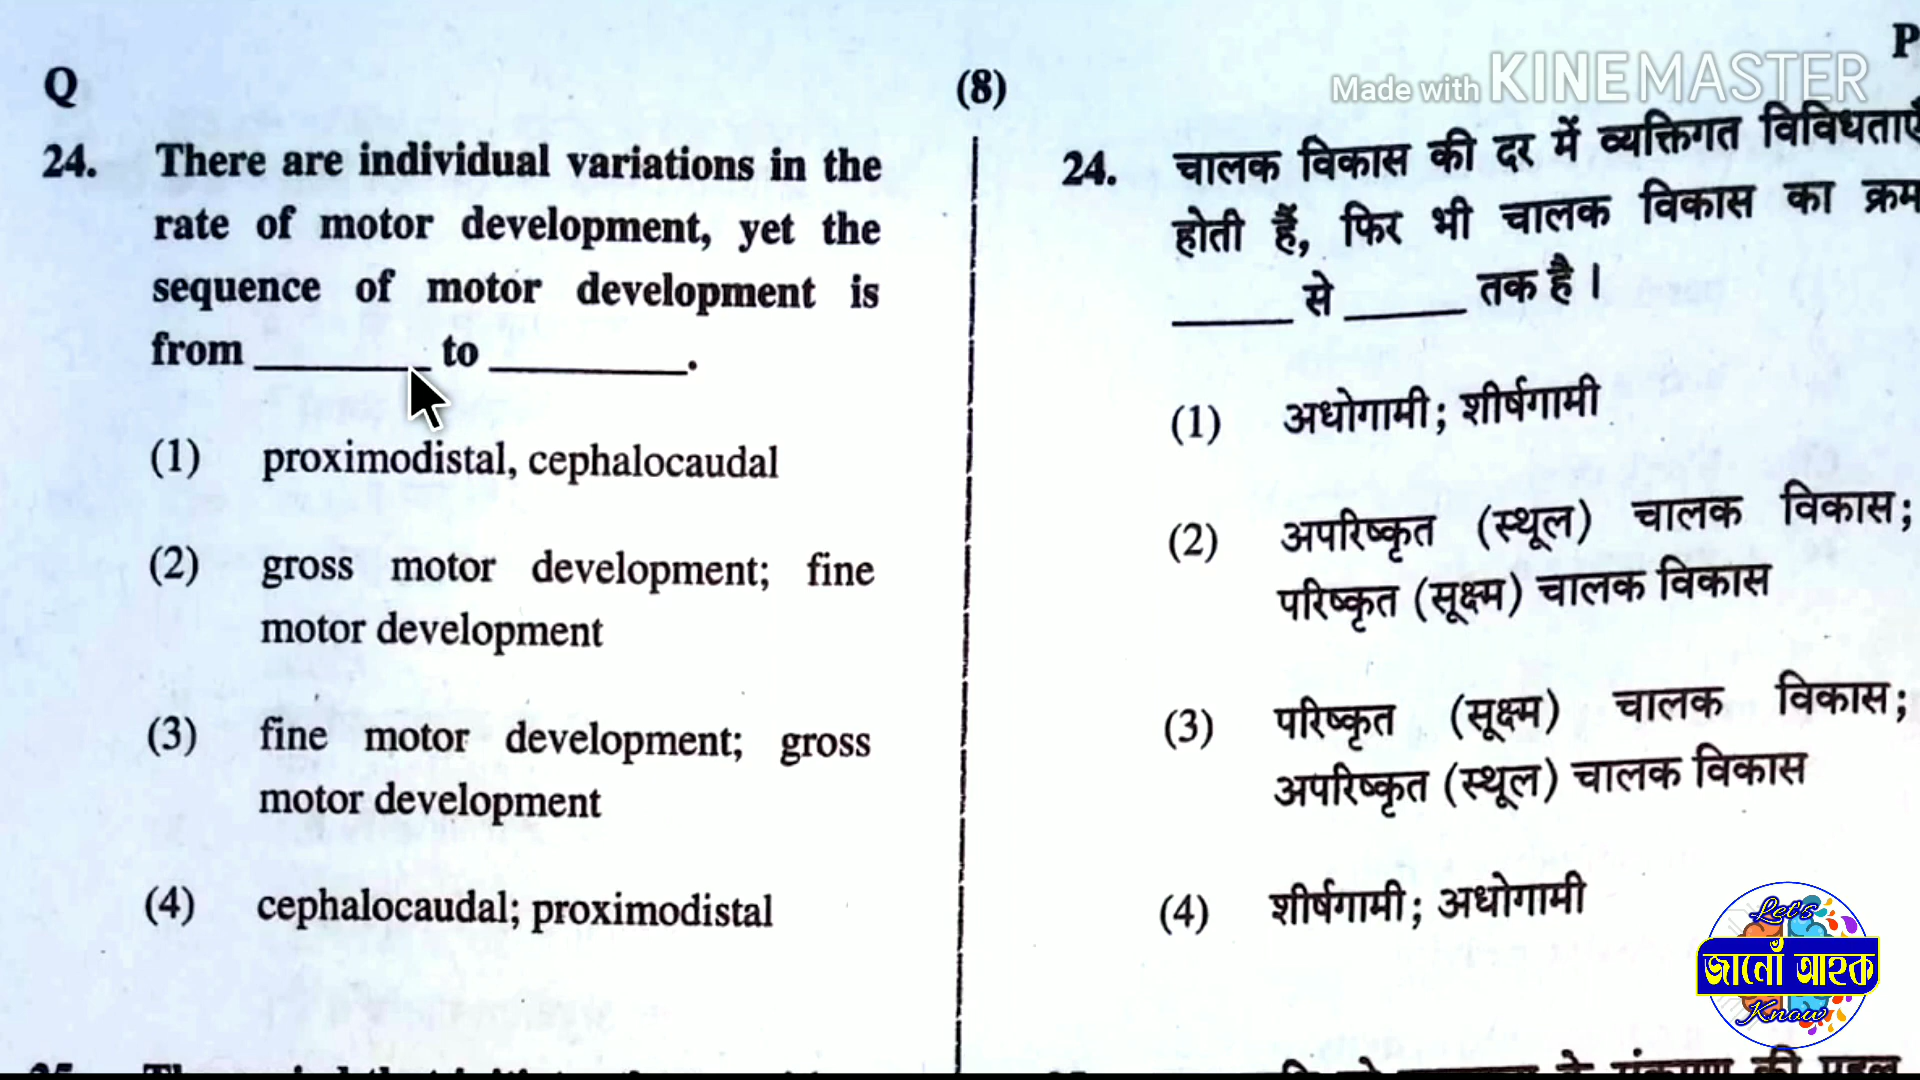 Q
(8)
P
Made with KINEMASTER
24. There are individual variations in the
rate of motor development, yet the
sequence of motor development is
from ________ to ________.
(1) proximodistal, cephalocaudal
(2) gross motor development; fine
motor development
(3) fine motor development; gross
motor development
(4) cephalocaudal; proximodistal
24. चालक विकास की दर में व्यक्तिगत विविधताएँ
होती हैं, फिर भी चालक विकास का क्रम
______ से ______ तक है।
(1) अधोगामी; शीर्षगामी
(2) अपरिष्कृत (स्थूल) चालक विकास;
परिष्कृत (सूक्ष्म) चालक विकास
(3) परिष्कृत (सूक्ष्म) चालक विकास;
अपरिष्कृत (स्थूल) चालक विकास
(4) शीर्षगामी; अधोगामी
Let's
জানোঁ আহক
Know